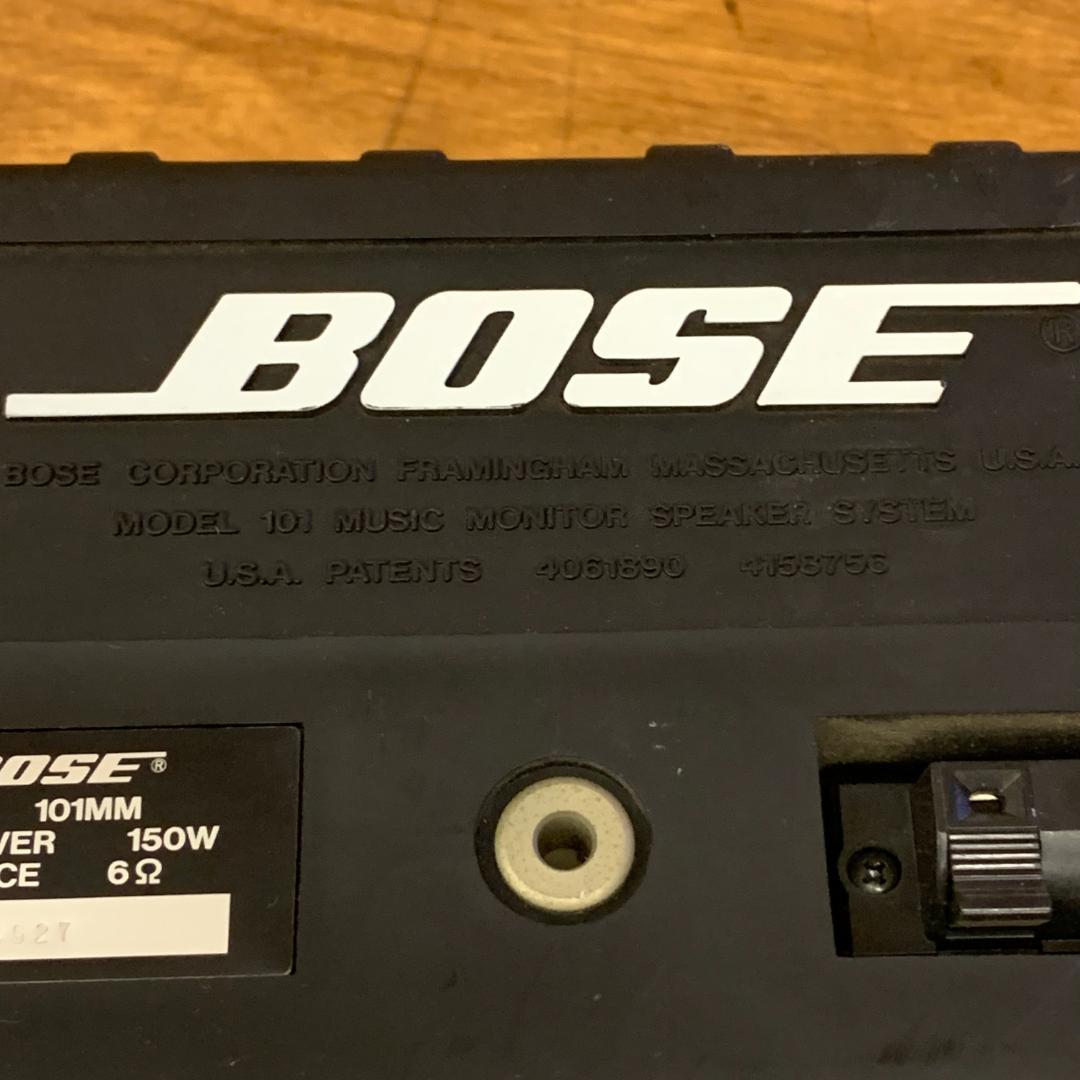 BOSE ®
BOSE CORPORATION FRAMINGHAM MASSACHUSETTS U.S.A.
MODEL 101 MUSIC MONITOR SPEAKER SYSTEM
U.S.A. PATENTS 4061890 4158756
BOSE®
101MM
VER 150W
CE 6Ω